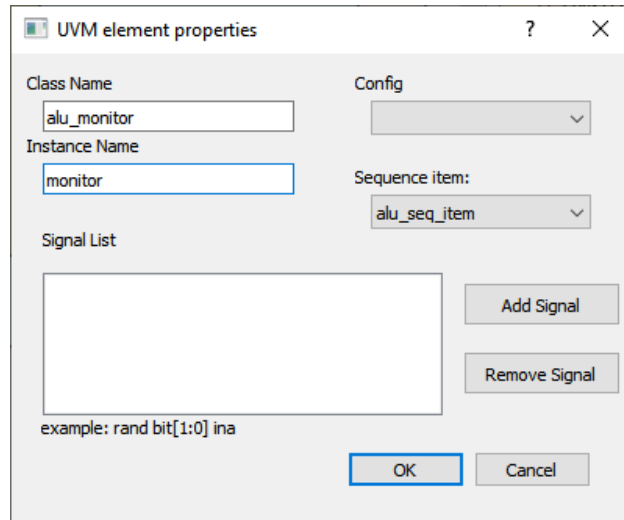 UVM element properties
?
Class Name
Config
alu_monitor
Instance Name
monitor
Sequence item:
alu_seq_item
Signal List
Add Signal
Remove Signal
example: rand bit[1:0] ina
OK
Cancel